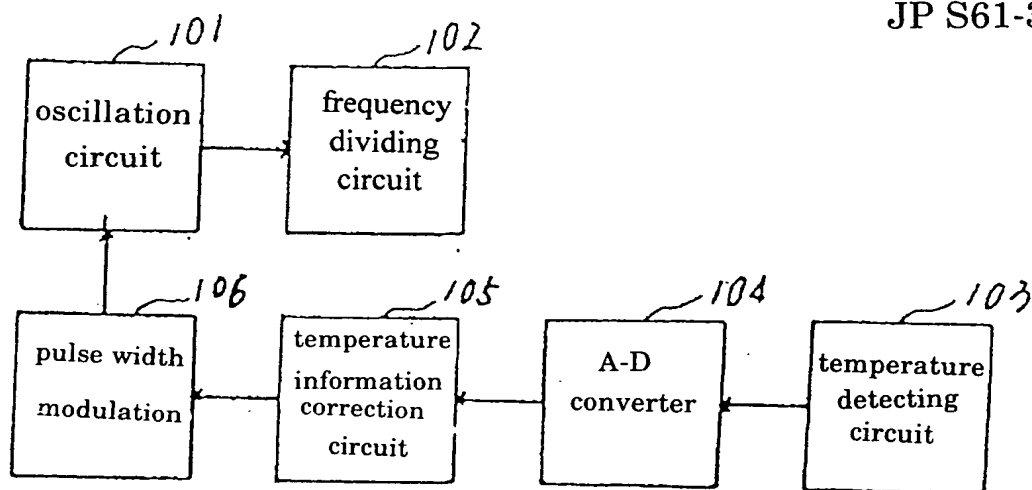 JP S61-3
101
oscillation
circuit
102
frequency
dividing
circuit
106
pulse width
modulation
105
temperature
information
correction
circuit
104
A-D
converter
103
temperature
detecting
circuit